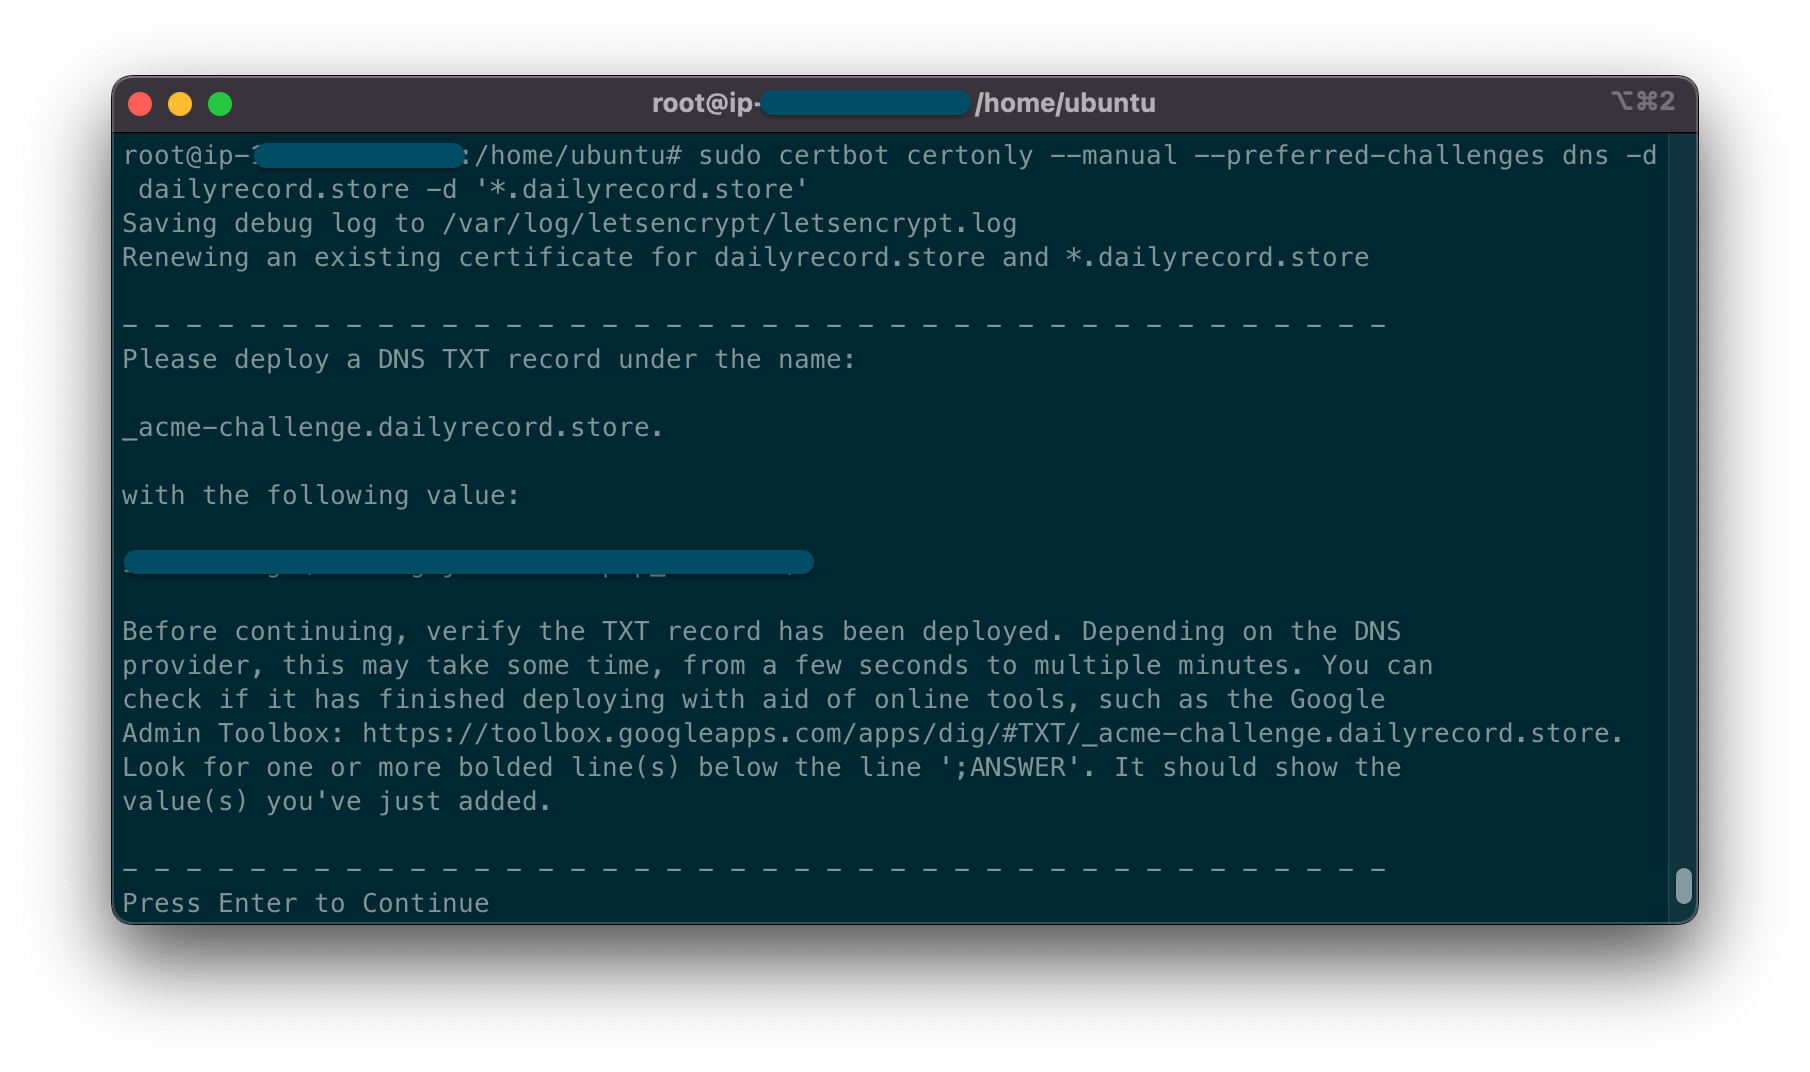 root@ip- /home/ubuntu
⌥⌘2
root@ip- :/home/ubuntu# sudo certbot certonly --manual --preferred-challenges dns -d
dailyrecord.store -d '*.dailyrecord.store'
Saving debug log to /var/log/letsencrypt/letsencrypt.log
Renewing an existing certificate for dailyrecord.store and *.dailyrecord.store
- - - - - - - - - - - - - - - - - - - - - - - - - - - - - - - - - - - - - - - -
Please deploy a DNS TXT record under the name:
_acme-challenge.dailyrecord.store.
with the following value:
Before continuing, verify the TXT record has been deployed. Depending on the DNS
provider, this may take some time, from a few seconds to multiple minutes. You can
check if it has finished deploying with aid of online tools, such as the Google
Admin Toolbox: https://toolbox.googleapps.com/apps/dig/#TXT/_acme-challenge.dailyrecord.store.
Look for one or more bolded line(s) below the line ';ANSWER'. It should show the
value(s) you've just added.
- - - - - - - - - - - - - - - - - - - - - - - - - - - - - - - - - - - - - - - -
Press Enter to Continue